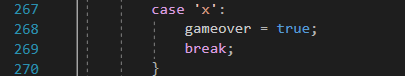 267 case 'x':
268 gameover = true;
269 break;
270 }